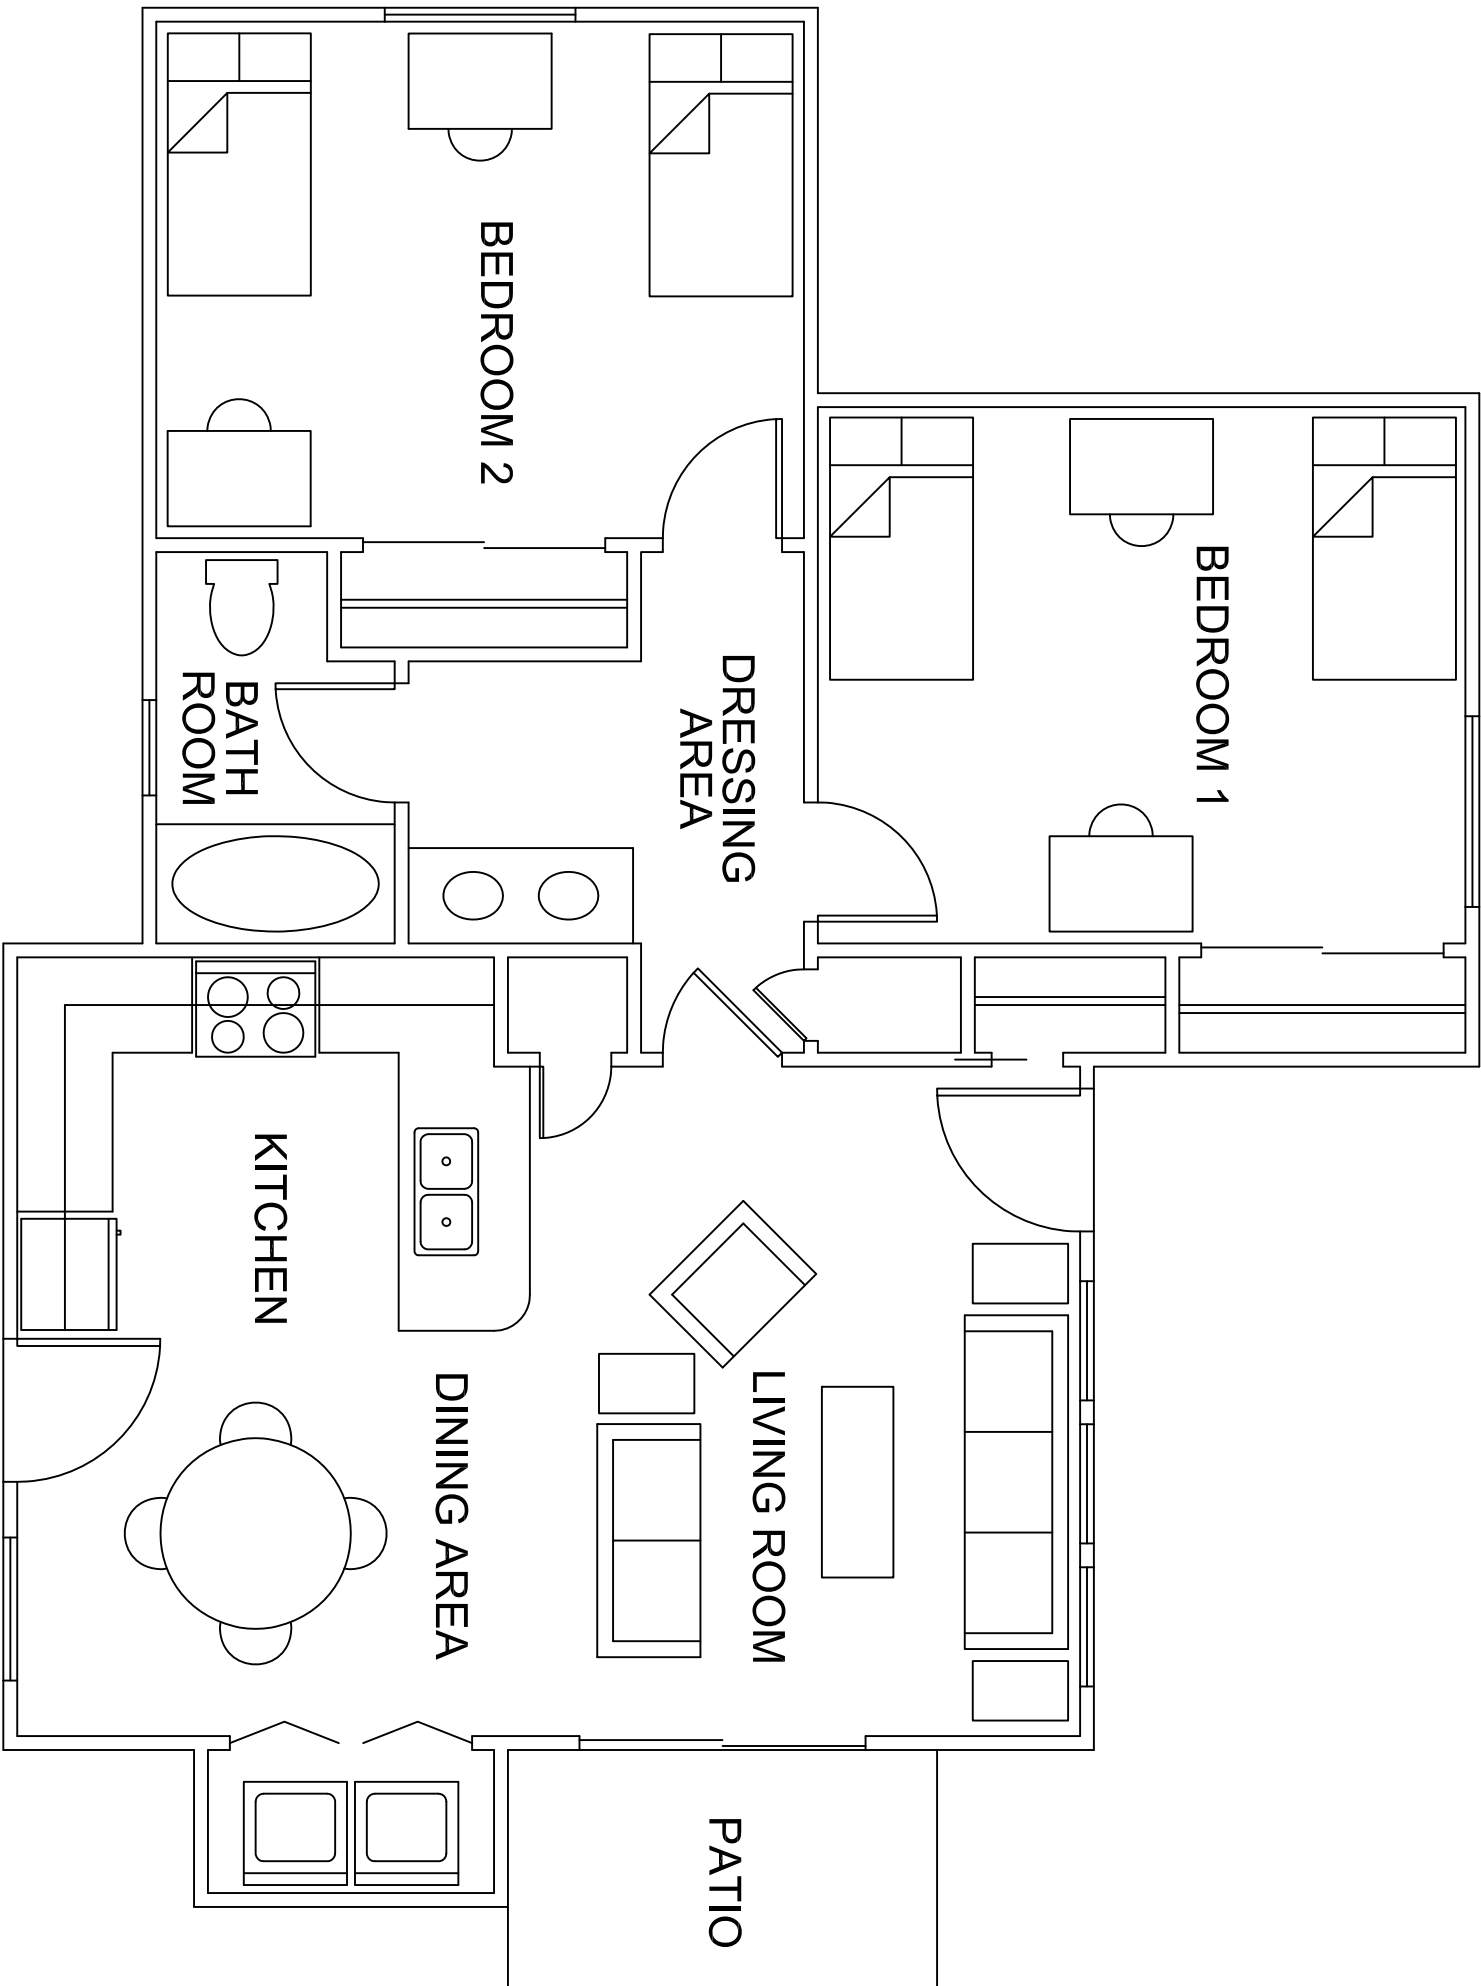 BEDROOM 1
BEDROOM 2
DRESSING
AREA
BATH
ROOM
KITCHEN
LIVING ROOM
DINING AREA
PATIO